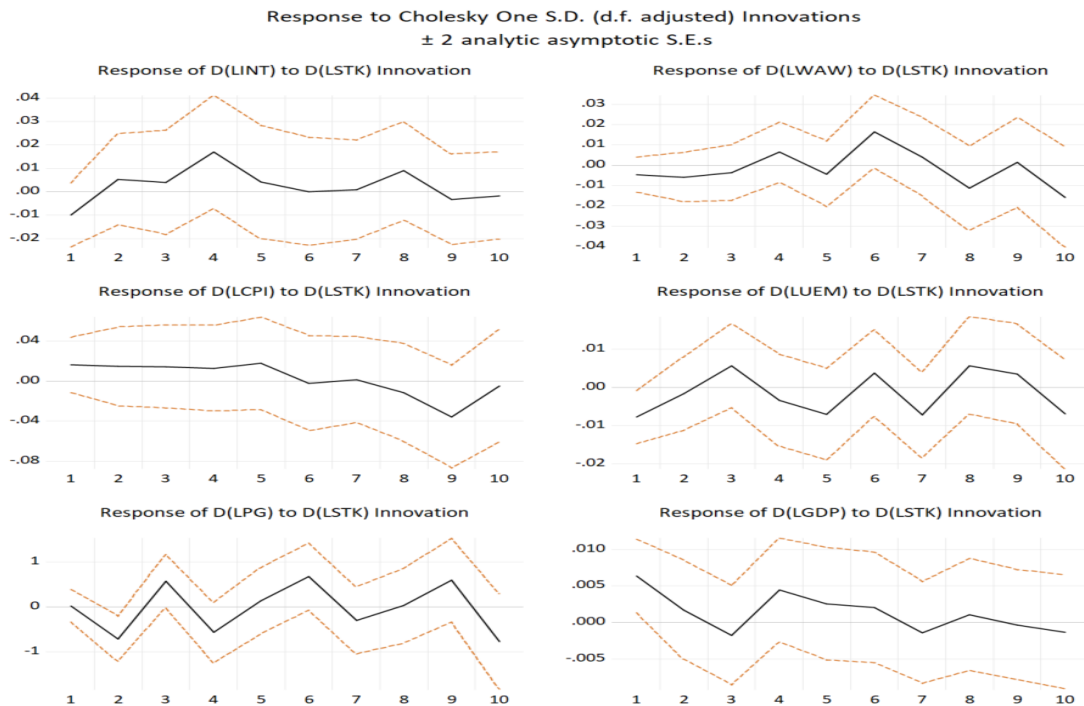 Response to Cholesky One S.D. (d.f. adjusted) Innovations
± 2 analytic asymptotic S.E.s
Response of D(LINT) to D(LSTK) Innovation
.04
.03
.02
.01
.00
-.01
-.02
1 2 3 4 5 6 7 8 9 10
Response of D(LWAW) to D(LSTK) Innovation
.03
.02
.01
.00
-.01
-.02
-.03
-.04
1 2 3 4 5 6 7 8 9 10
Response of D(LCPI) to D(LSTK) Innovation
.04
.00
-.04
-.08
1 2 3 4 5 6 7 8 9 10
Response of D(LUEM) to D(LSTK) Innovation
.01
.00
-.01
-.02
1 2 3 4 5 6 7 8 9 10
Response of D(LPG) to D(LSTK) Innovation
1
0
-1
1 2 3 4 5 6 7 8 9 10
Response of D(LGDP) to D(LSTK) Innovation
.010
.005
.000
-.005
1 2 3 4 5 6 7 8 9 10